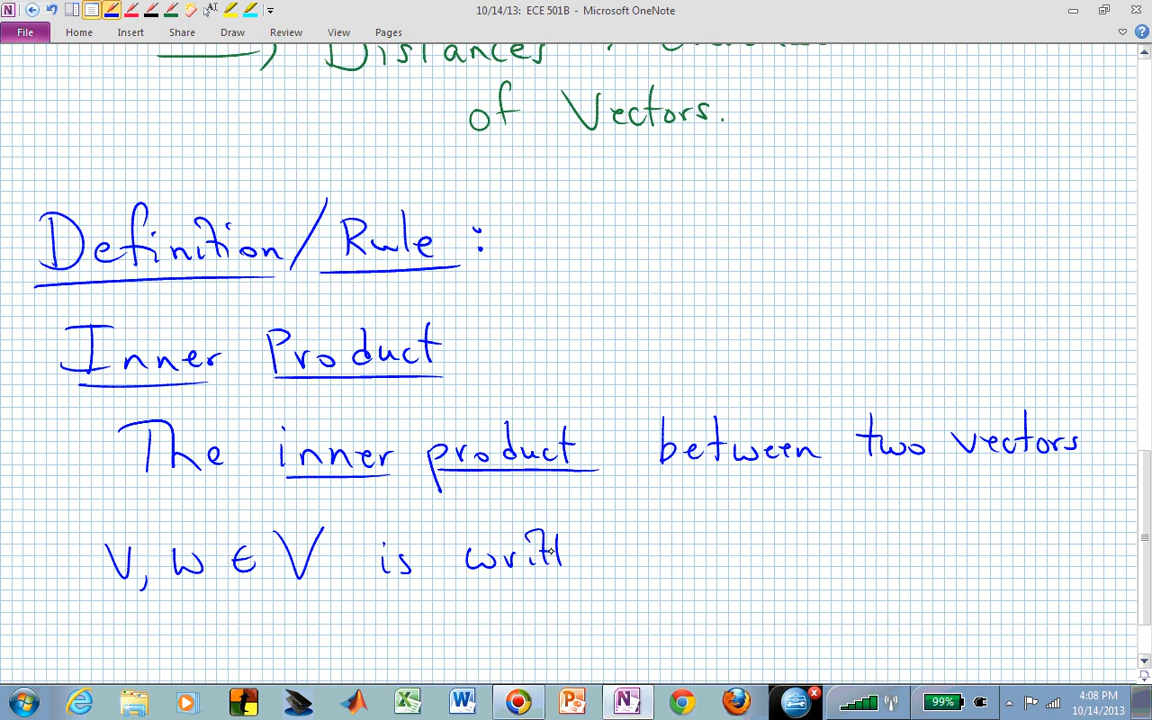 10/14/13: ECE 501B - Microsoft OneNote
File Home Insert Share Draw Review View Pages
Distances
of Vectors.
Definition/Rule:
Inner Product
The inner product between two vectors
v, w ∈ V is writt
99%
4:08 PM
10/14/2013